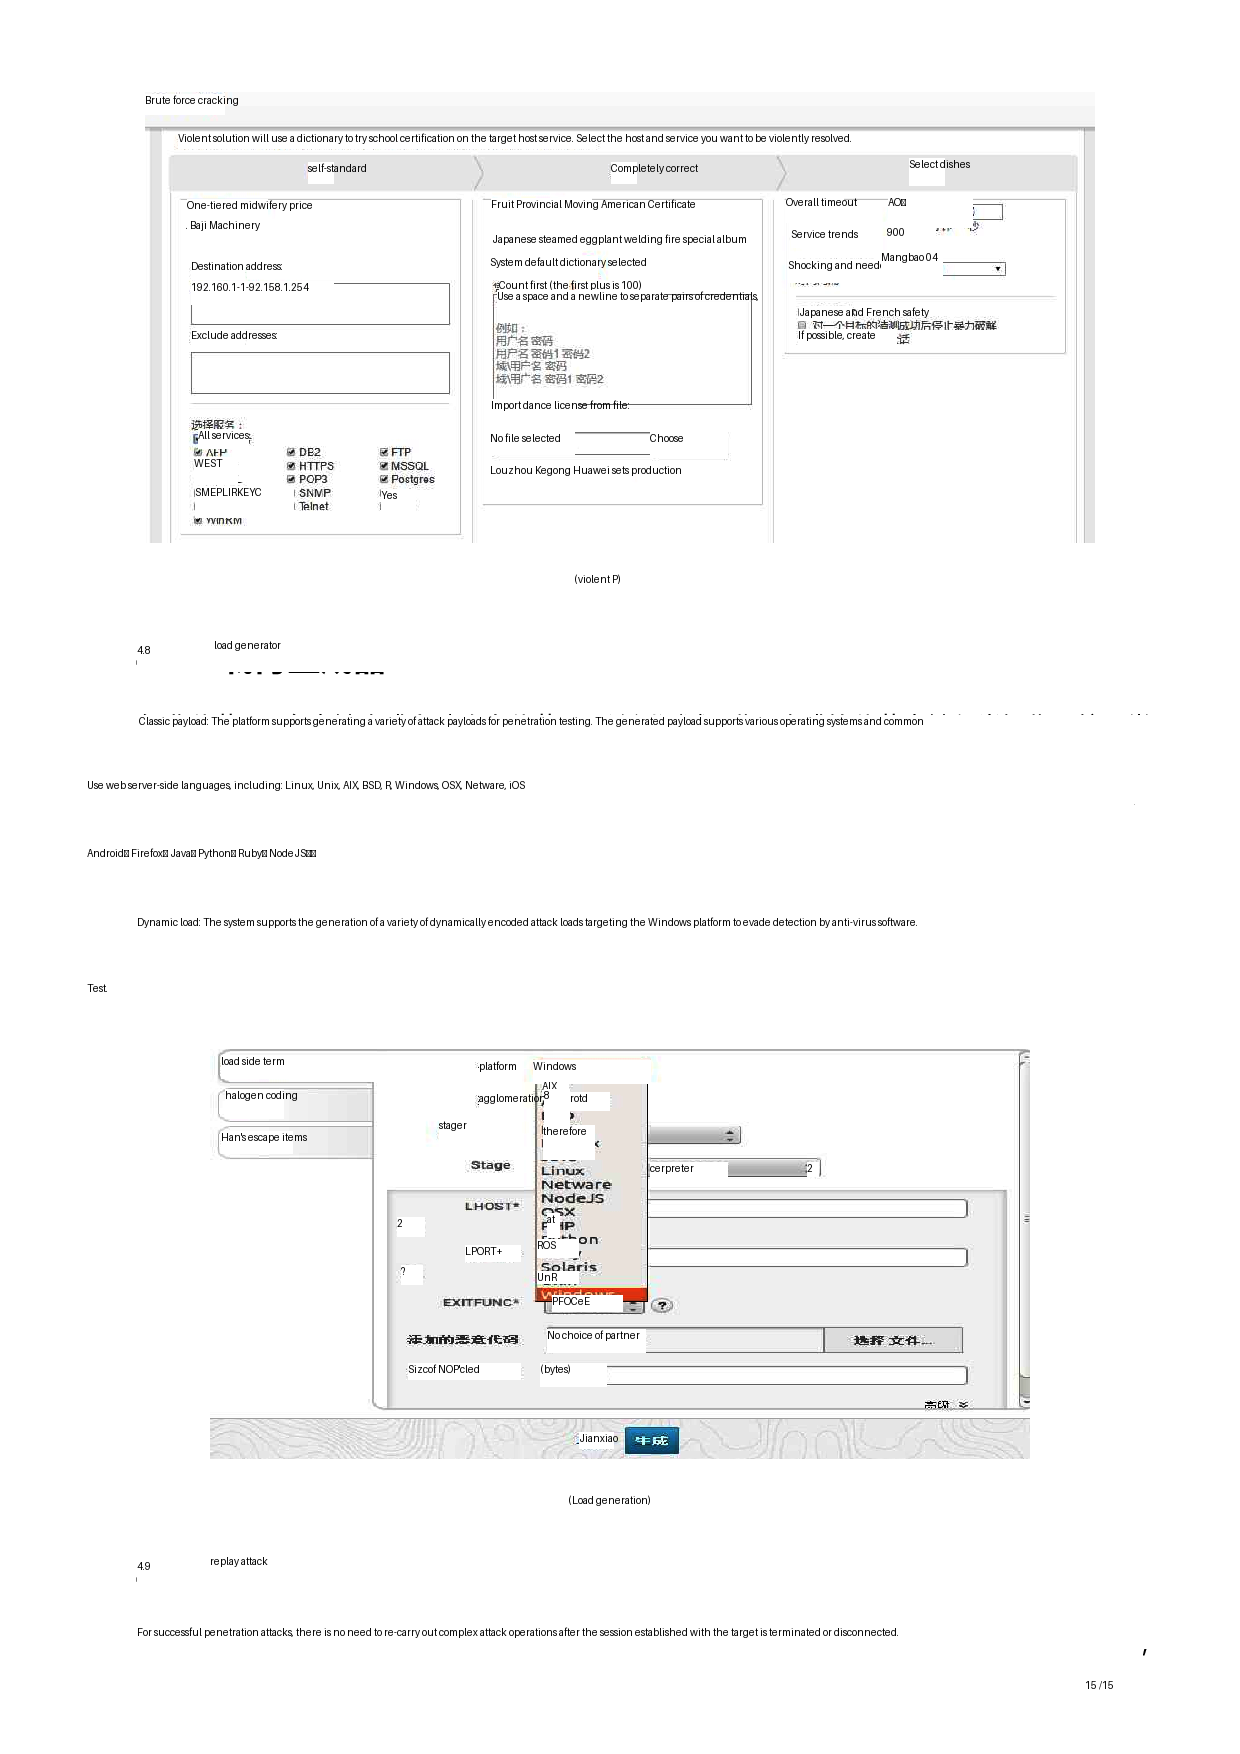 Brute force cracking
Violent solution will use a dictionary to try school certification on the target host service. Select the host and service you want to be violently resolved.
self-standard
Completely correct
Select dishes
One-tiered midwifery price
Baji Machinery
Destination address:
192.160.1-1-92.158.1.254
Exclude addresses:
选择服务：
All services;
AFP
DB2
FTP
WEST
HTTPS
MSSQL
POP3
Postgres
SMEPLIRKEYC
SNMP
Yes
Telnet
WinRM
Fruit Provincial Moving American Certificate
Japanese steamed eggplant welding fire special album
System default dictionary selected
Count first (the first plus is 100)
Use a space and a newline to separate pairs of credentials,
例如：
用户名 密码
用户名 密码1 密码2
域\用户名 密码
域\用户名 密码1 密码2
Import dance license from file:
No file selected
Choose
Louzhou Kegong Huawei sets production
Overall timeout
Service trends
900
Shocking and need
Mangbao 04
Japanese and French safety
对一个目标的猜测成功后停止暴力破解
If possible, create
话
(violent P)
4.8 load generator
Classic payload: The platform supports generating a variety of attack payloads for penetration testing. The generated payload supports various operating systems and common
Use web server-side languages, including: Linux, Unix, AIX, BSD, R, Windows, OSX, Netware, iOS
Android Firefox Java Python Ruby Node JS
Dynamic load: The system supports the generation of a variety of dynamically encoded attack loads targeting the Windows platform to evade detection by anti-virus software.
Test.
load side term
halogen coding
Han's escape items
platform
Windows
AIX
agglomeration
8
rotd
stager
therefore
Stage
Linux
cerpreter
Netware
NodeJS
LHOST*
OSX
2
at
PHP
Python
LPORT+
ROS
?
Solaris
UnR
Windows
EXITFUNC*
PFOCeE
?
添加的恶意代码
No choice of partner
选择 文件...
Sizcof NOP'cled
(bytes)
高级
Jianxiao
生成
(Load generation)
4.9 replay attack
For successful penetration attacks, there is no need to re-carry out complex attack operations after the session established with the target is terminated or disconnected.
15 /15